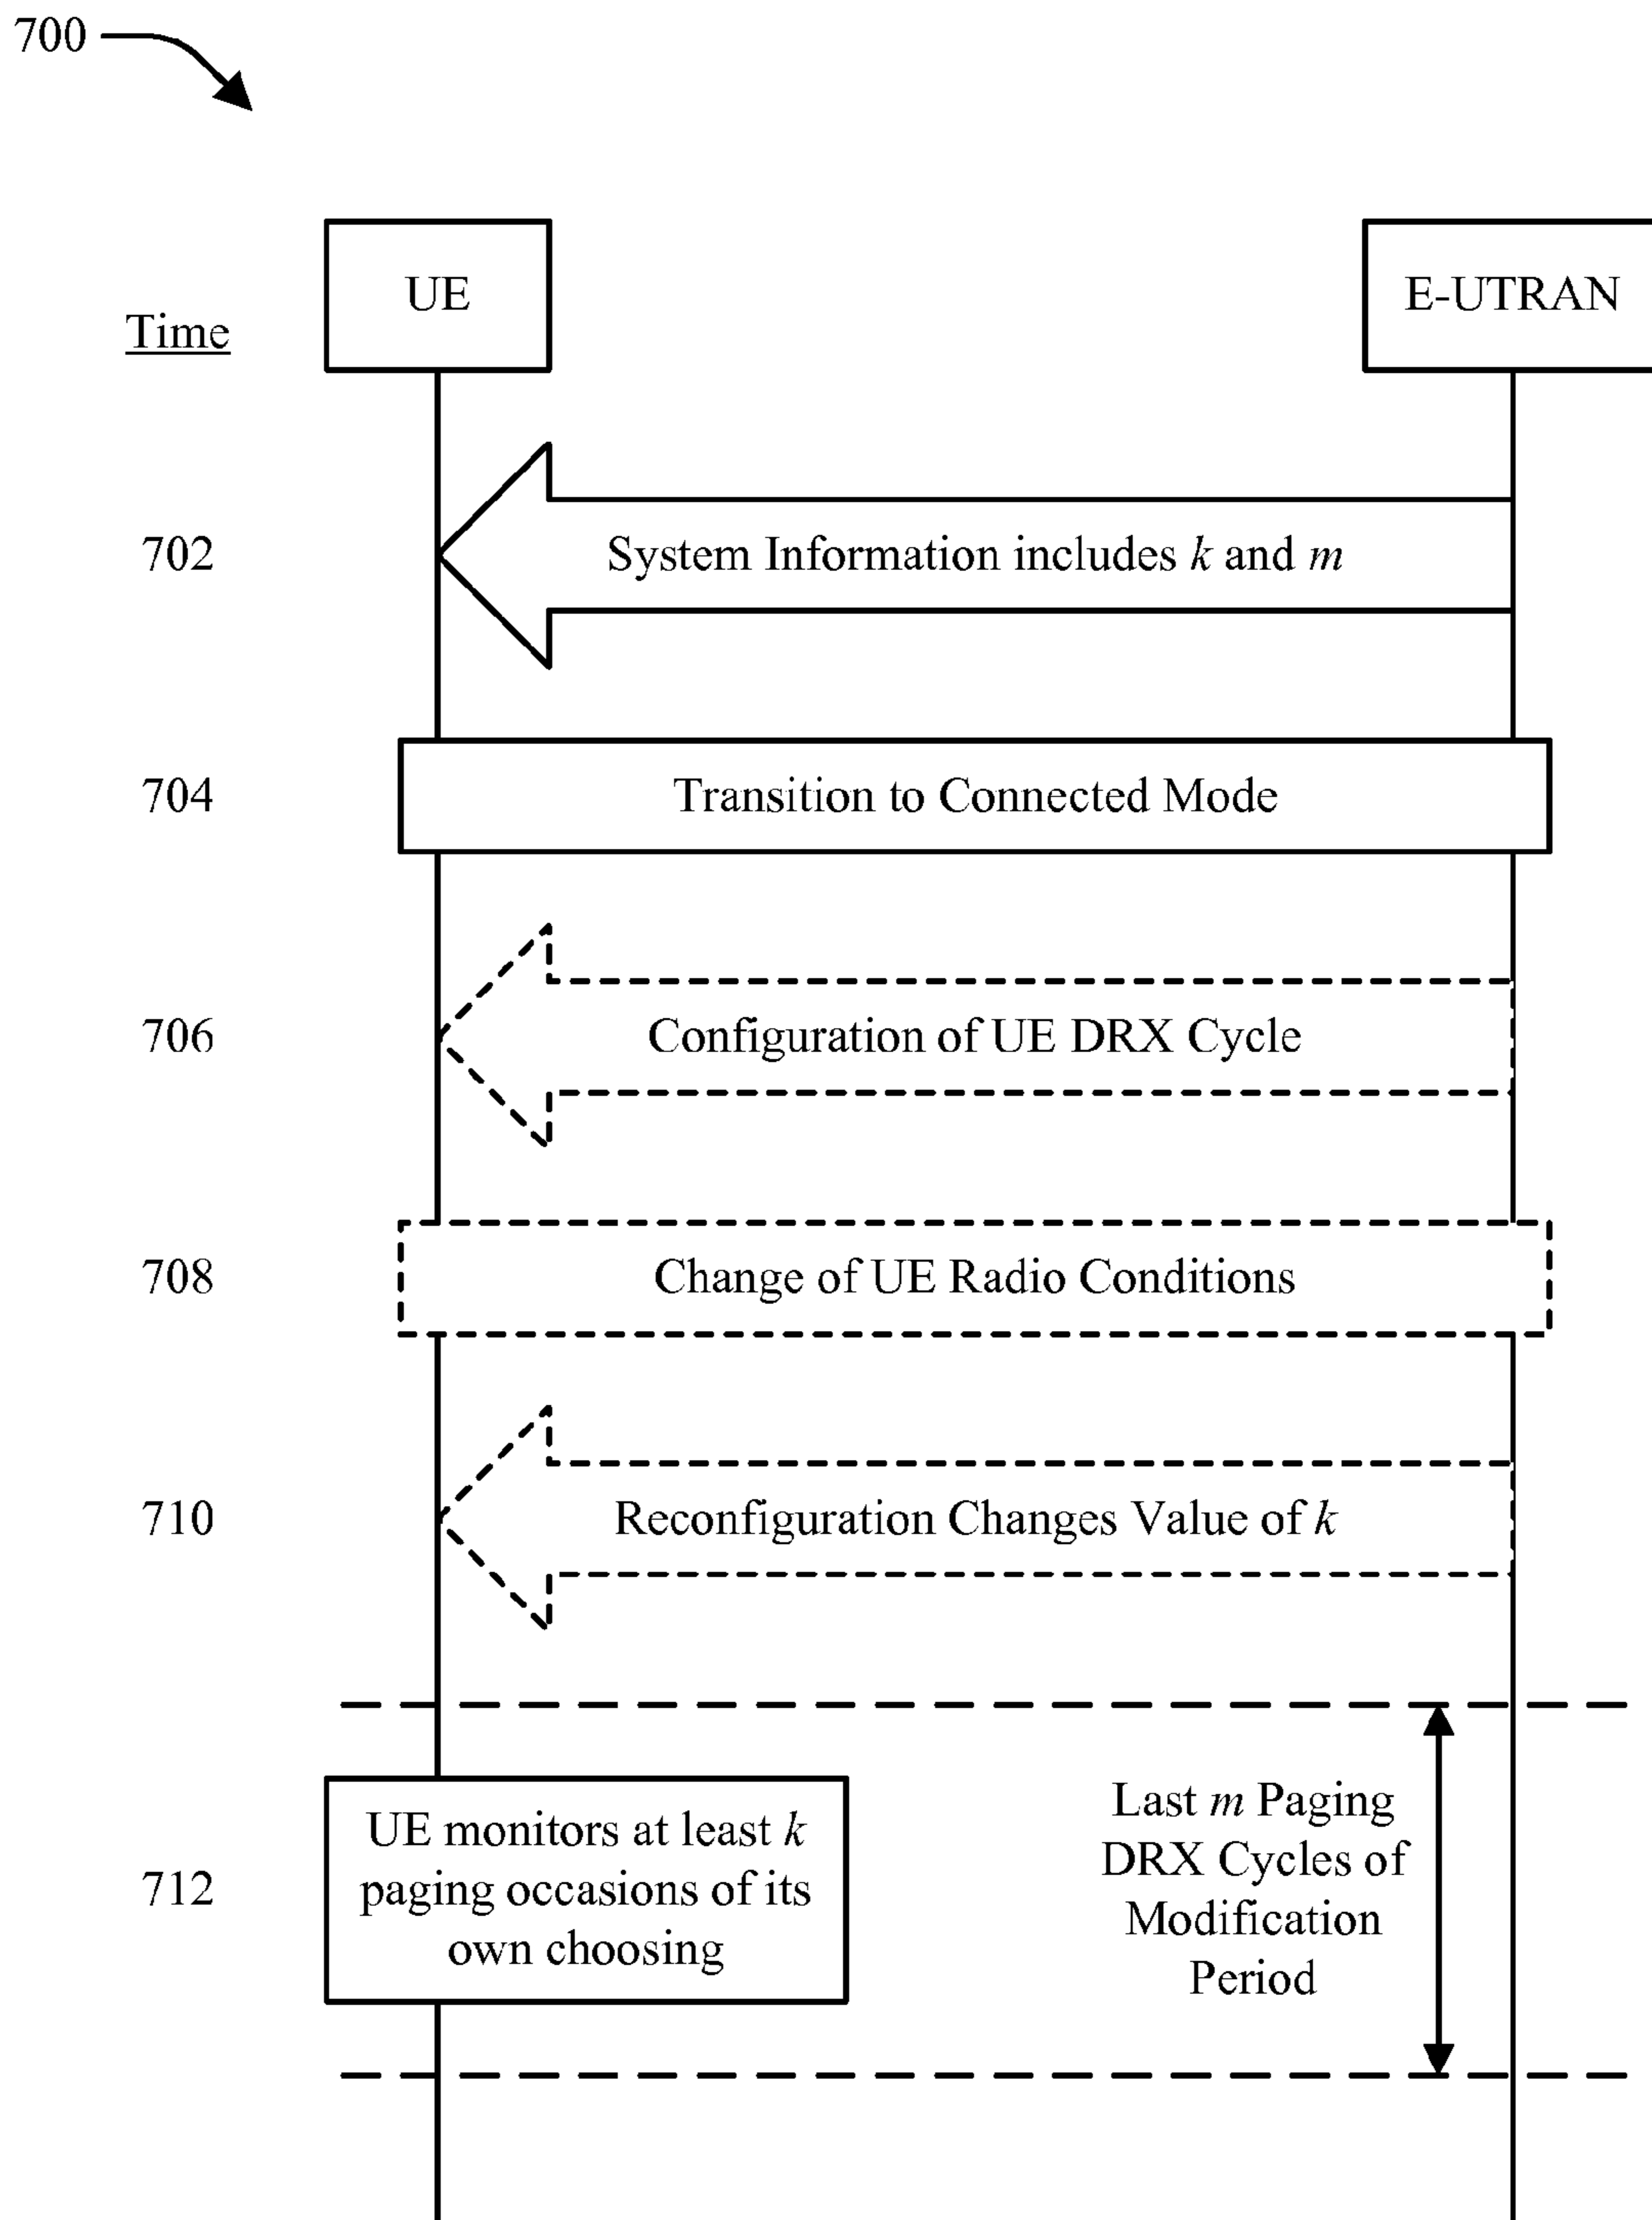 700
UE
E-UTRAN
Time
702
System Information includes k and m
704
Transition to Connected Mode
706
Configuration of UE DRX Cycle
708
Change of UE Radio Conditions
710
Reconfiguration Changes Value of k
712
UE monitors at least k
paging occasions of its
own choosing
Last m Paging
DRX Cycles of
Modification
Period